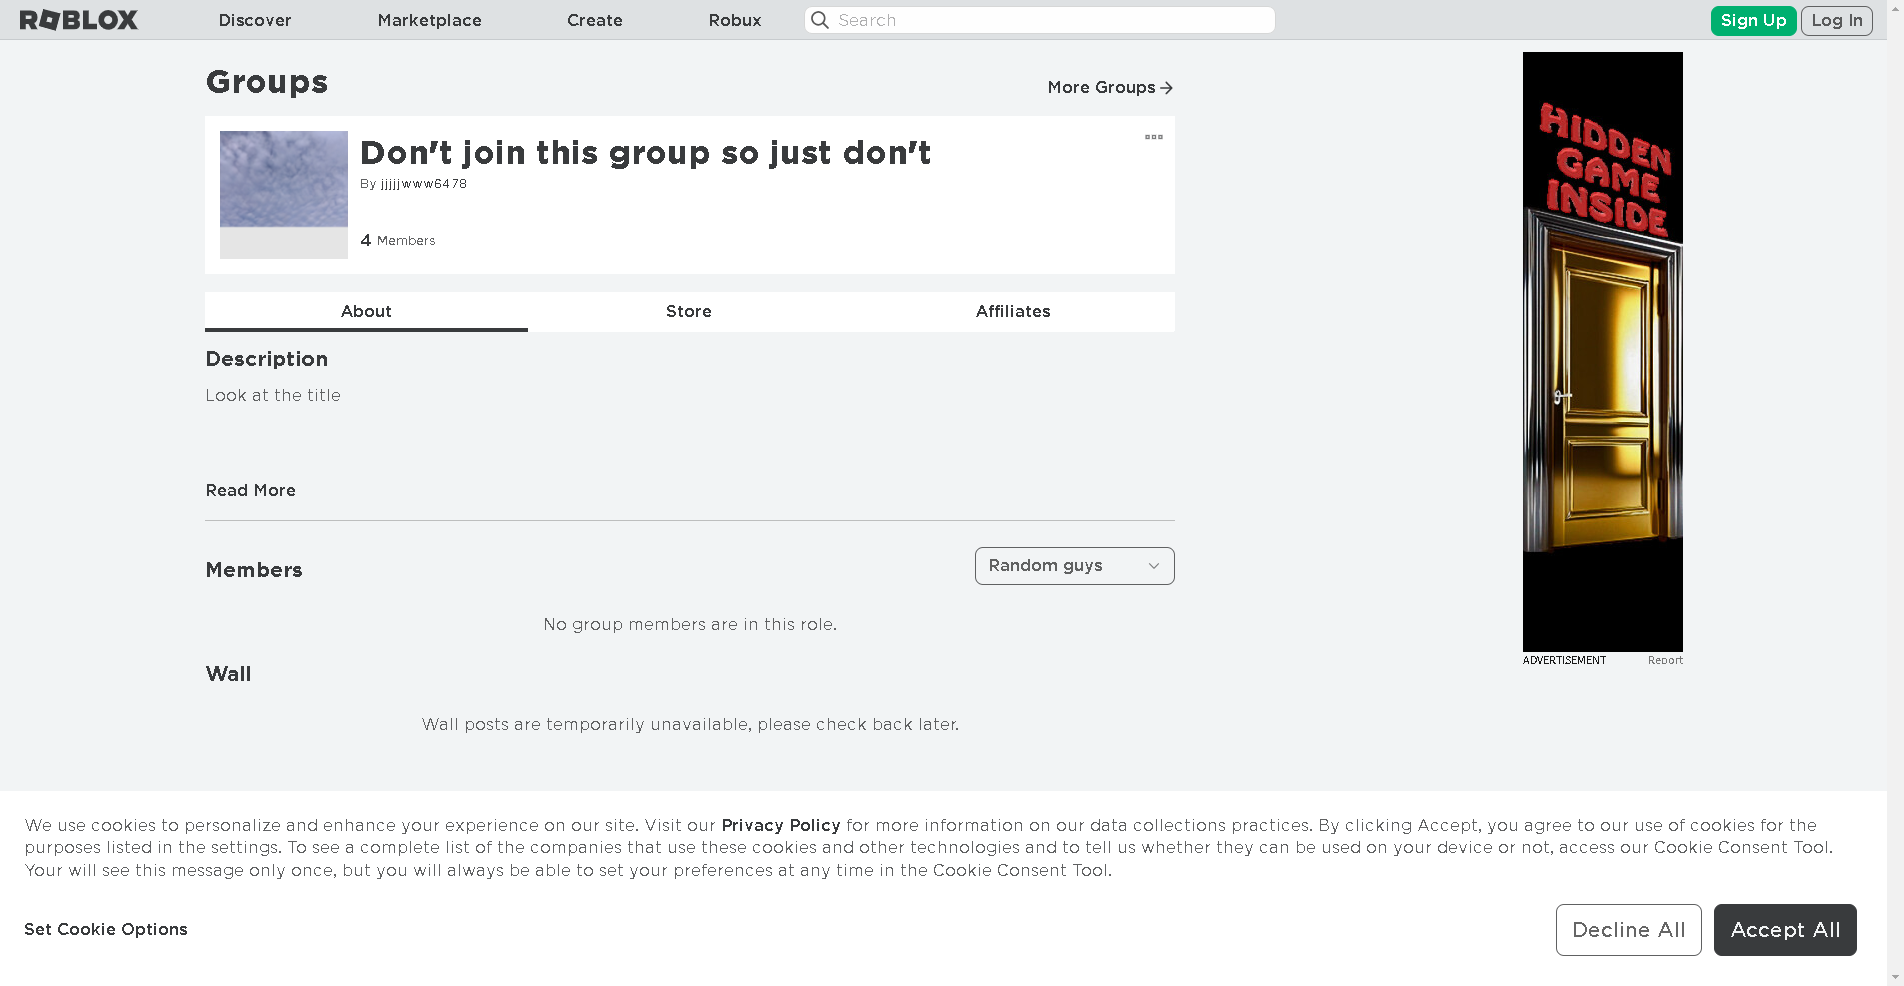 ROBLOX
Discover
Marketplace
Create
Robux
Search
Sign Up
Log In
Groups
More Groups
Don't join this group so just don't
By jjjjjwww6478
4 Members
About
Store
Affiliates
Description
Look at the title
Read More
Members
Random guys
No group members are in this role.
Wall
Wall posts are temporarily unavailable, please check back later.
HIDDEN
GAME
INSIDE
ADVERTISEMENT
Report
We use cookies to personalize and enhance your experience on our site. Visit our Privacy Policy for more information on our data collections practices. By clicking Accept, you agree to our use of cookies for the
purposes listed in the settings. To see a complete list of the companies that use these cookies and other technologies and to tell us whether they can be used on your device or not, access our Cookie Consent Tool.
Your will see this message only once, but you will always be able to set your preferences at any time in the Cookie Consent Tool.
Set Cookie Options
Decline All
Accept All